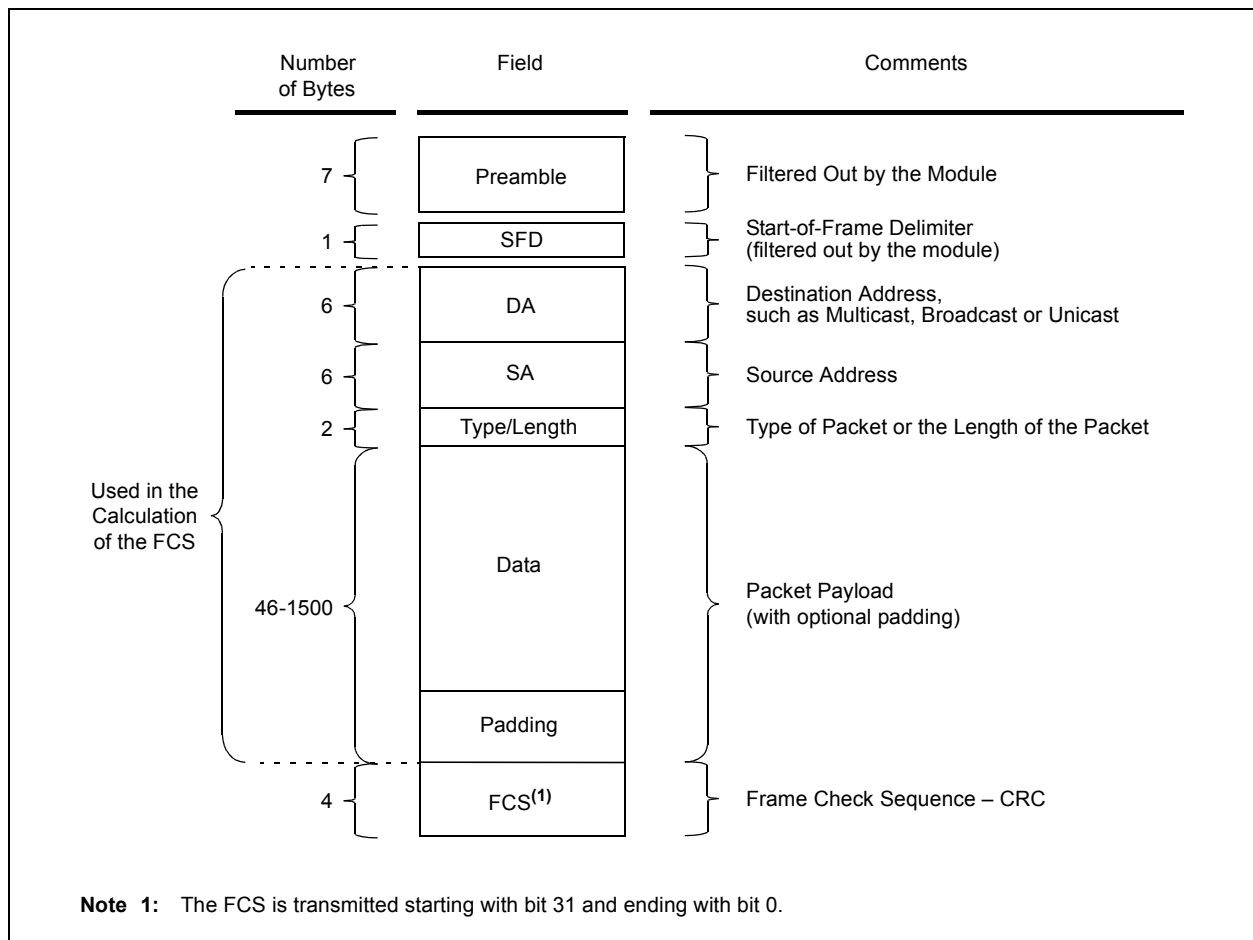 Number
of Bytes
Field
Comments
7
Preamble
Filtered Out by the Module
1
SFD
Start-of-Frame Delimiter
(filtered out by the module)
6
DA
Destination Address,
such as Multicast, Broadcast or Unicast
6
SA
Source Address
2
Type/Length
Type of Packet or the Length of the Packet
Used in the
Calculation
of the FCS
46-1500
Data
Packet Payload
(with optional padding)
Padding
4
FCS(1)
Frame Check Sequence – CRC
Note 1: The FCS is transmitted starting with bit 31 and ending with bit 0.